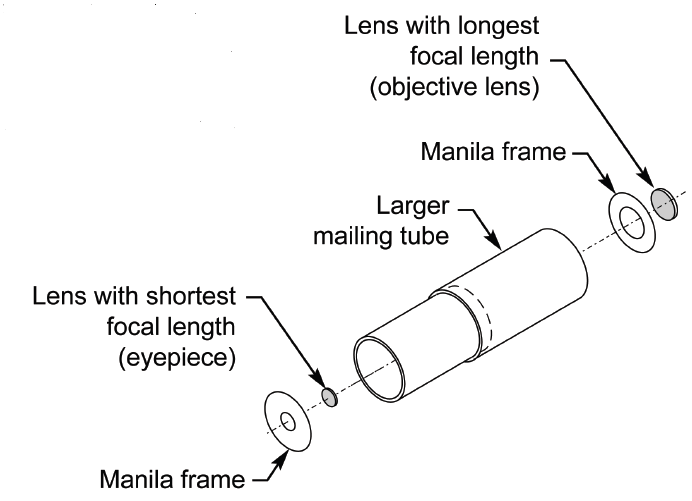 Lens with longest
focal length
(objective lens)
Manila frame
Larger
mailing tube
Lens with shortest
focal length
(eyepiece)
Manila frame